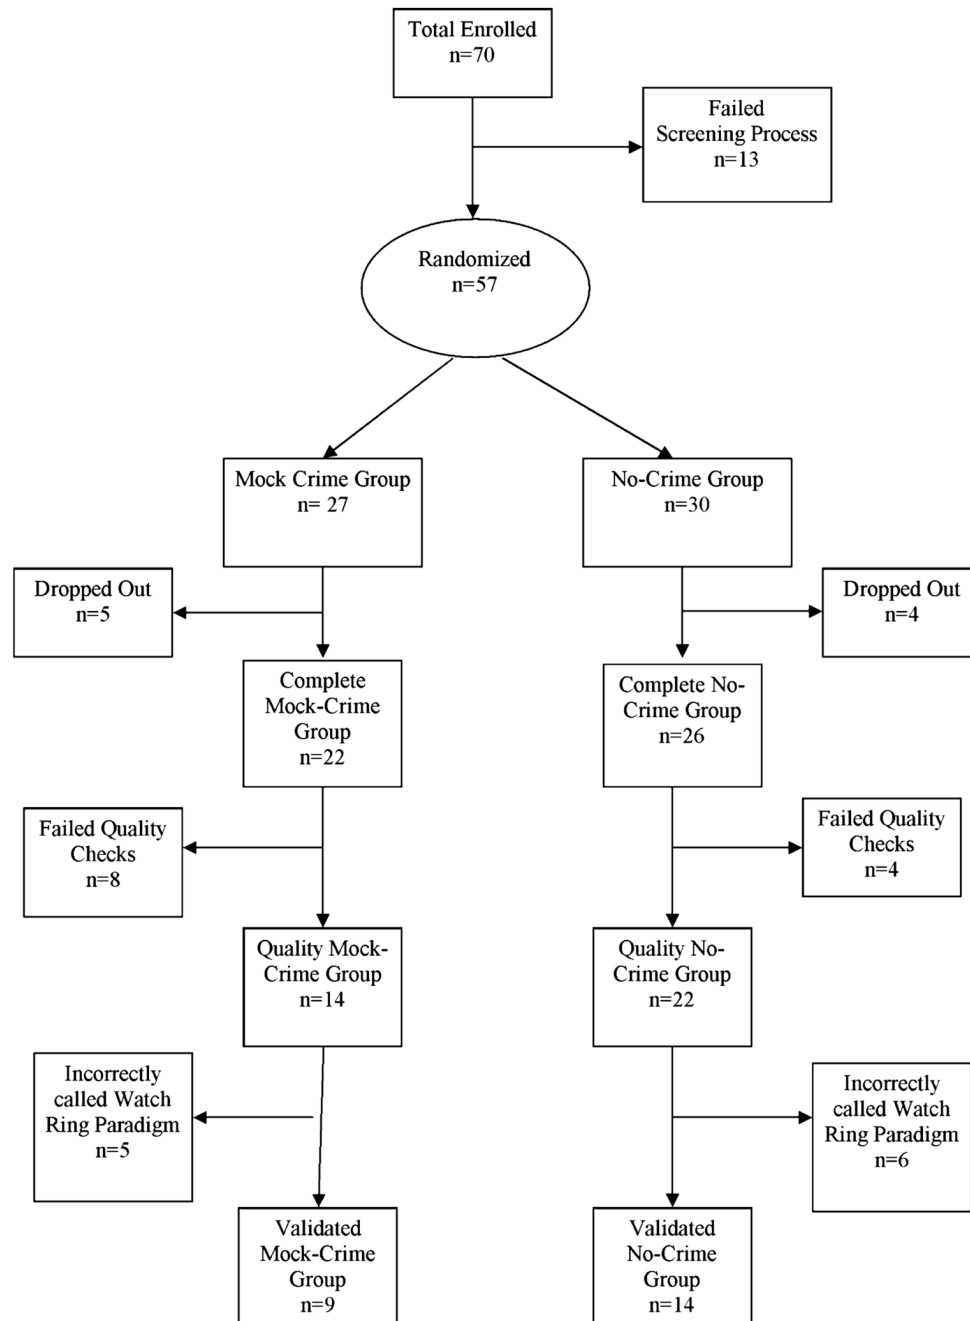 Total Enrolled
n=70
Failed
Screening Process
n=13
Randomized
n=57
Mock Crime Group
n= 27
No-Crime Group
n=30
Dropped Out
n=5
Dropped Out
n=4
Complete
Mock-Crime
Group
n=22
Complete No-
Crime Group
n=26
Failed Quality
Checks
n=8
Failed Quality
Checks
n=4
Quality Mock-
Crime Group
n=14
Quality No-
Crime Group
n=22
Incorrectly
called Watch
Ring Paradigm
n=5
Incorrectly
called Watch
Ring Paradigm
n=6
Validated
Mock-Crime
Group
n=9
Validated
No-Crime
Group
n=14